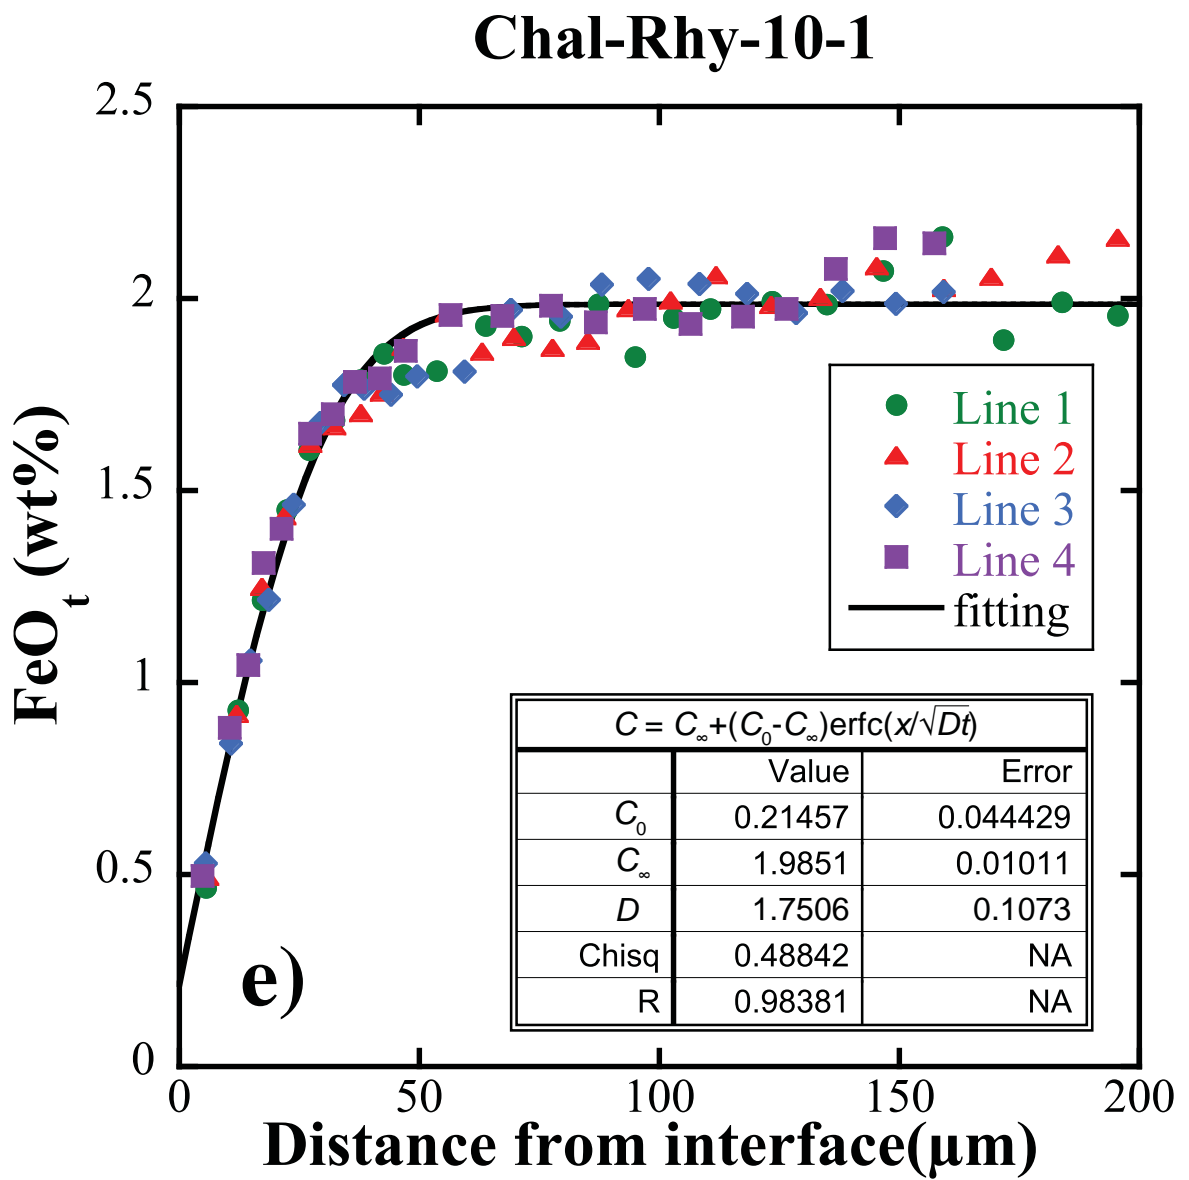 Chal-Rhy-10-1
2.5
2
1.5
1
0.5
0
FeOt (wt%)
Line 1
Line 2
Line 3
Line 4
fitting
C = C∞+(C0-C∞)erfc(x/√Dt)
Value Error
C0 0.21457 0.044429
C∞ 1.9851 0.01011
D 1.7506 0.1073
Chisq 0.48842 NA
R 0.98381 NA
e)
0 50 100 150 200
Distance from interface(μm)